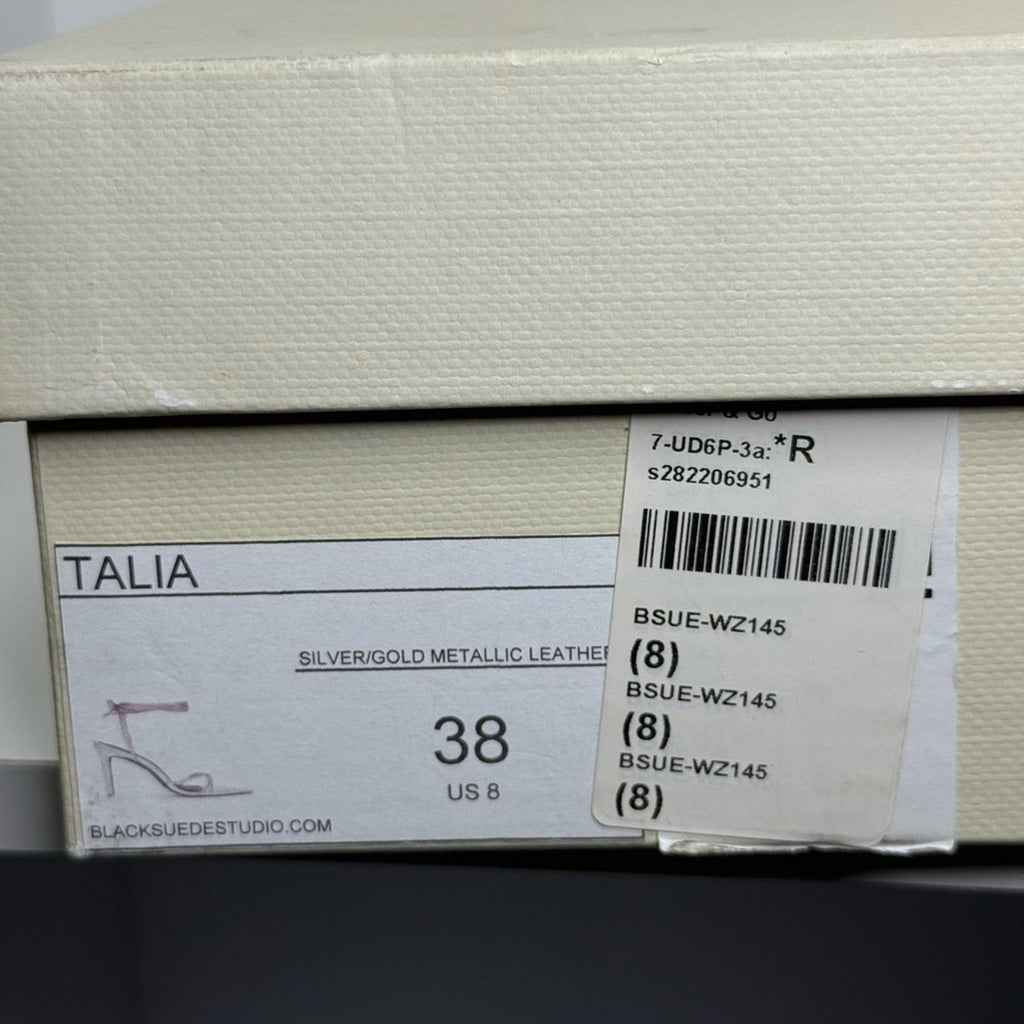 TALIA
SILVER/GOLD METALLIC LEATHER
38
US 8
BLACKSUEDESTUDIO.COM
& Go
7-UD6P-3a:*R
s282206951
BSUE-WZ145
(8)
BSUE-WZ145
(8)
BSUE-WZ145
(8)